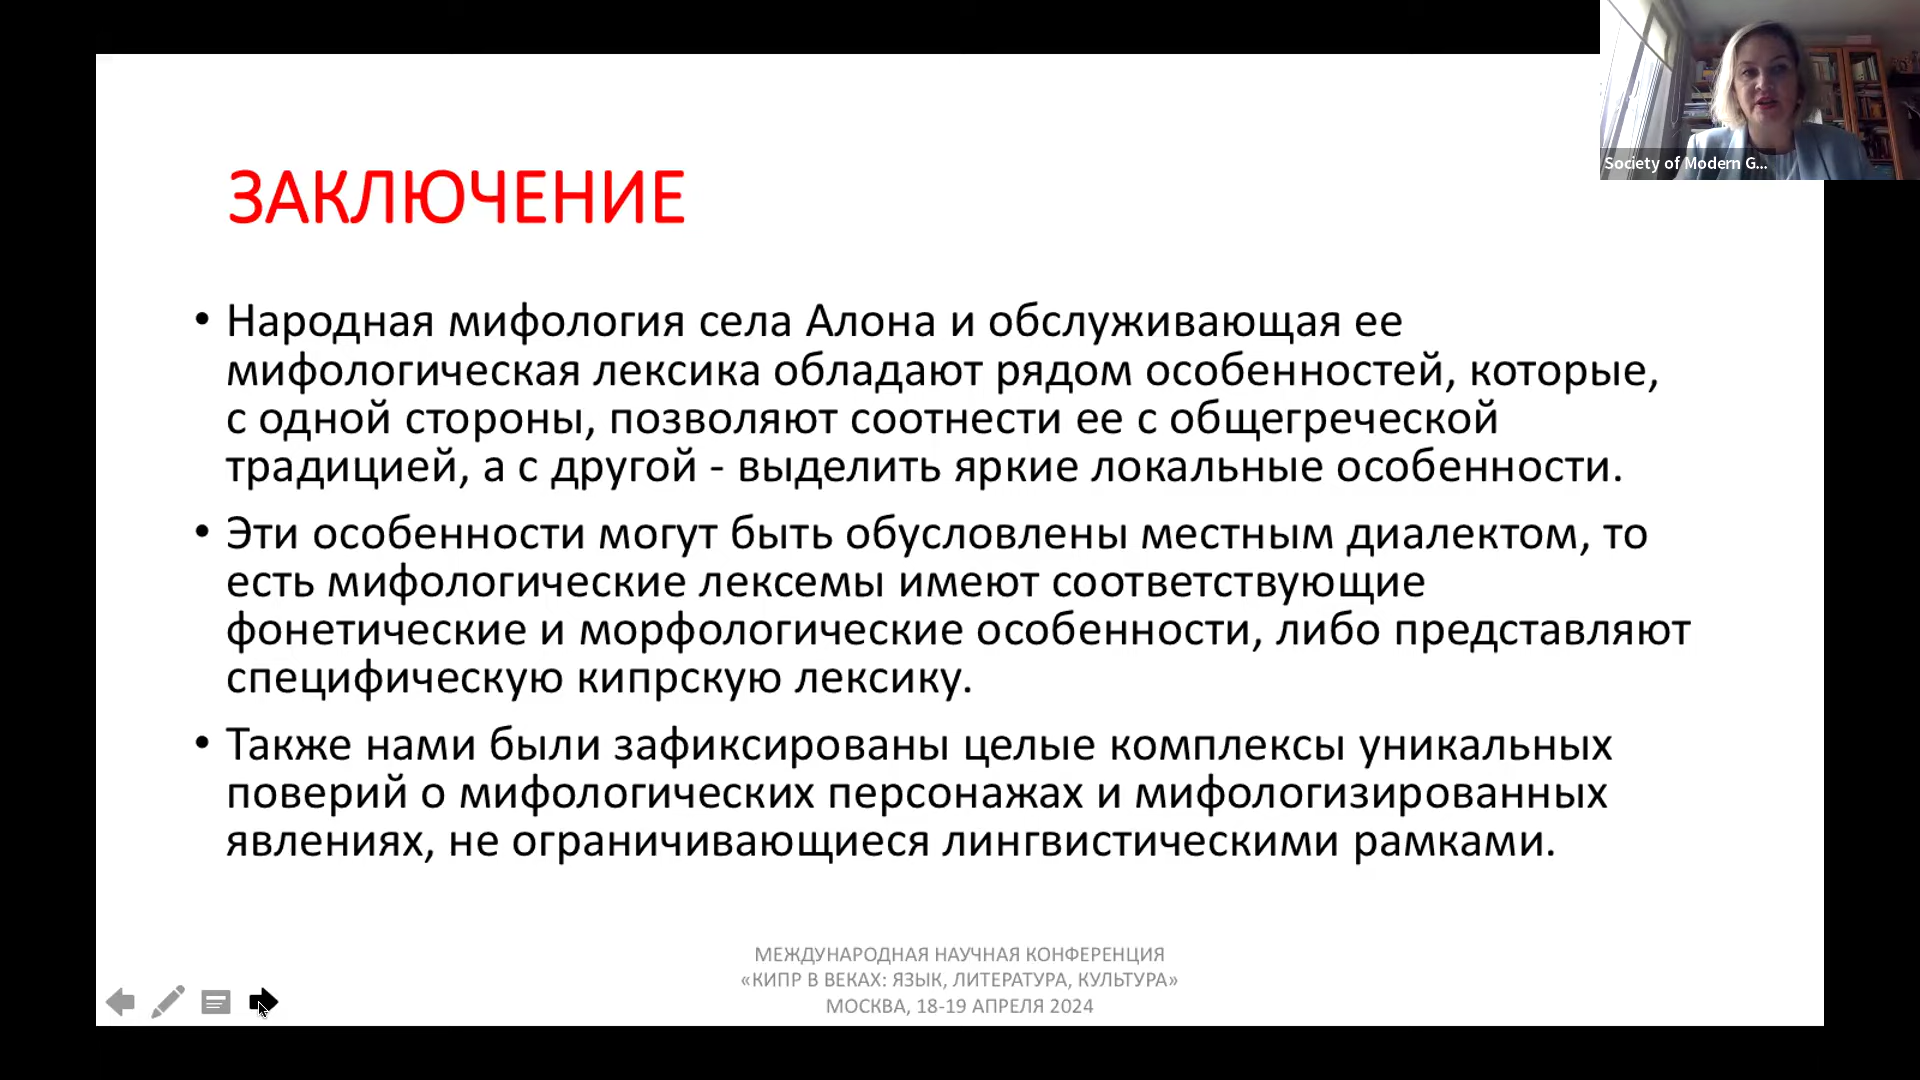 Society of Modern G...
ЗАКЛЮЧЕНИЕ
• Народная мифология села Алона и обслуживающая ее
мифологическая лексика обладают рядом особенностей, которые,
с одной стороны, позволяют соотнести ее с общегреческой
традицией, а с другой - выделить яркие локальные особенности.
• Эти особенности могут быть обусловлены местным диалектом, то
есть мифологические лексемы имеют соответствующие
фонетические и морфологические особенности, либо представляют
специфическую кипрскую лексику.
• Также нами были зафиксированы целые комплексы уникальных
поверий о мифологических персонажах и мифологизированных
явлениях, не ограничивающиеся лингвистическими рамками.
МЕЖДУНАРОДНАЯ НАУЧНАЯ КОНФЕРЕНЦИЯ
«КИПР В ВЕКАХ: ЯЗЫК, ЛИТЕРАТУРА, КУЛЬТУРА»
МОСКВА, 18-19 АПРЕЛЯ 2024